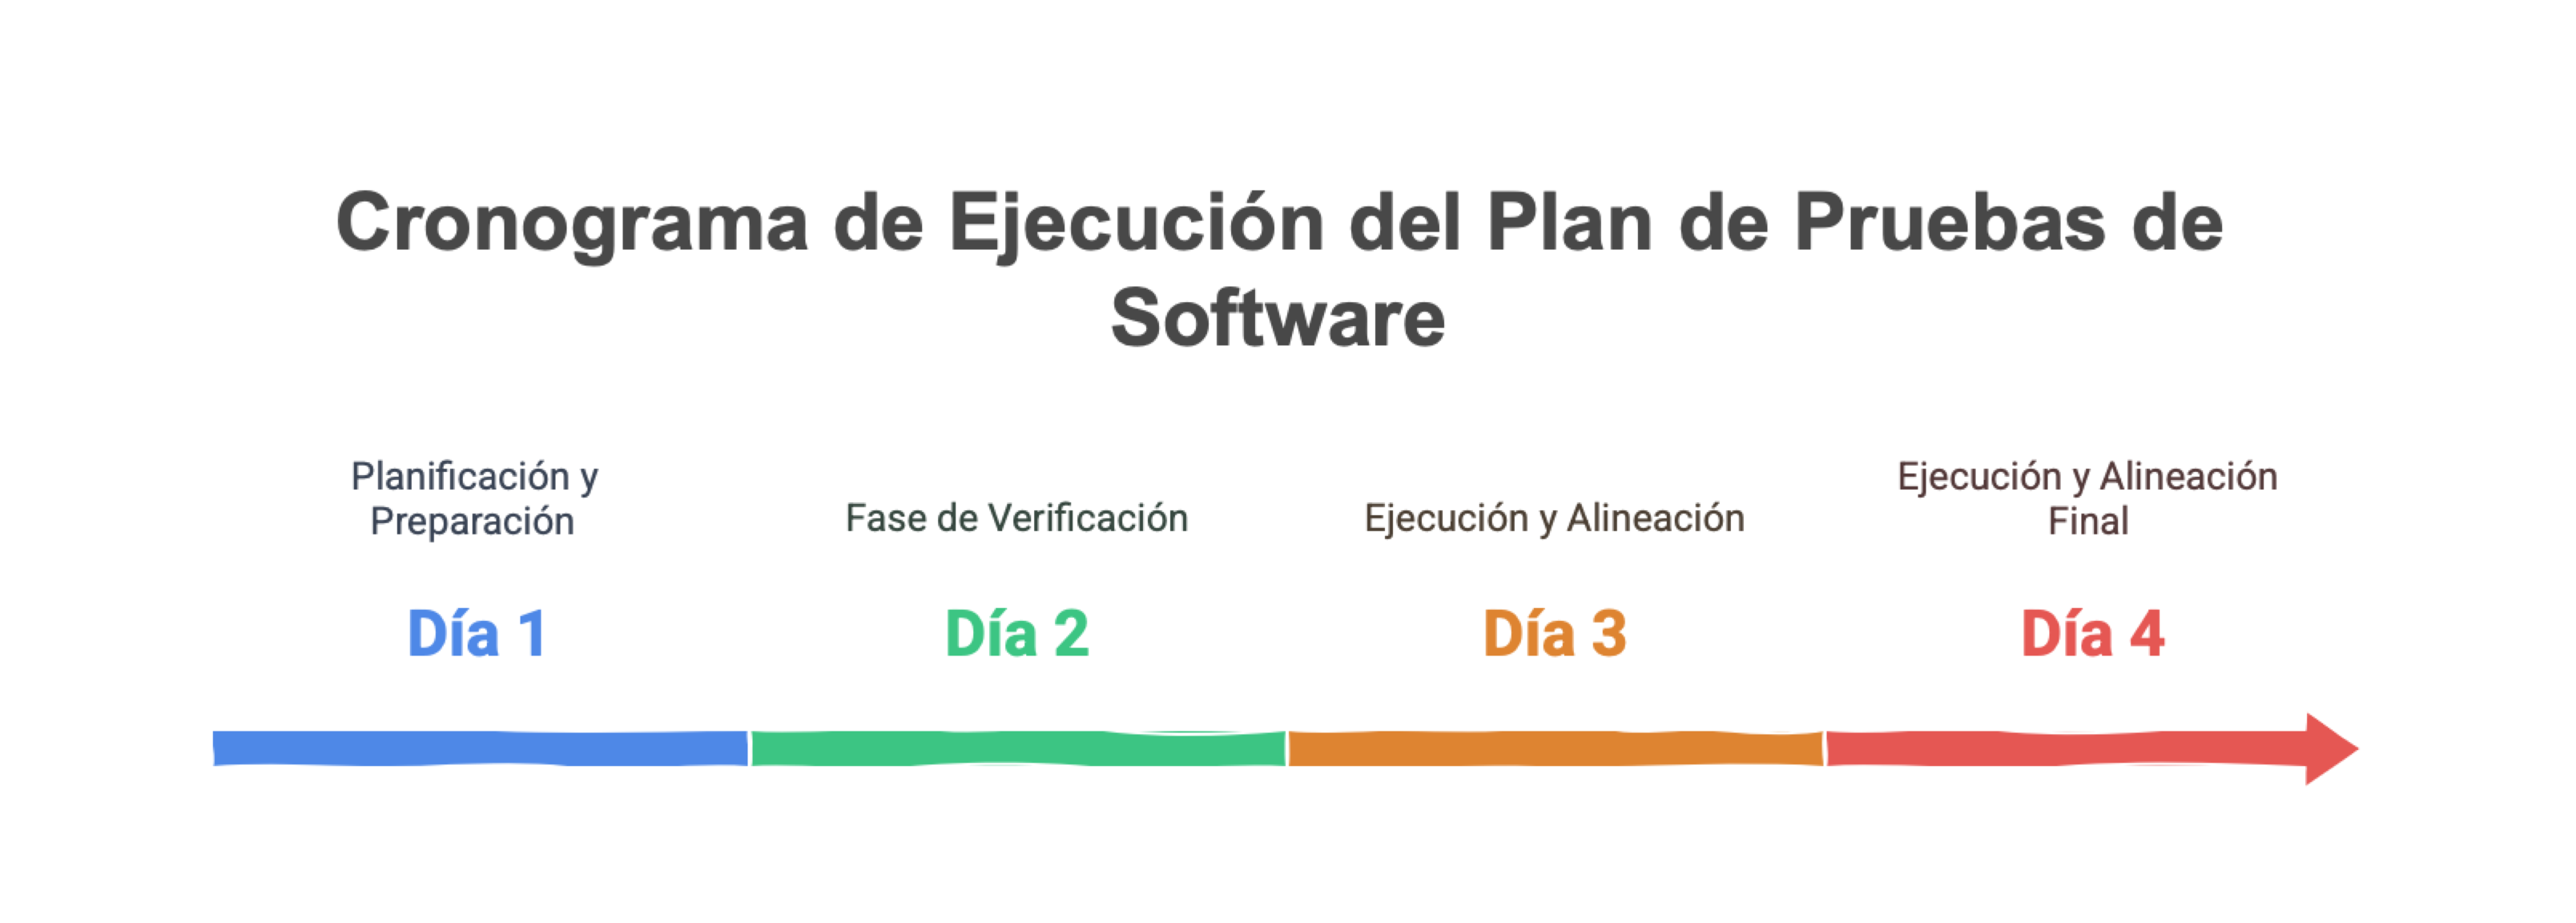 Cronograma de Ejecución del Plan de Pruebas de
Software
Planificación y
Preparación
Día 1
Fase de Verificación
Día 2
Ejecución y Alineación
Día 3
Ejecución y Alineación
Final
Día 4